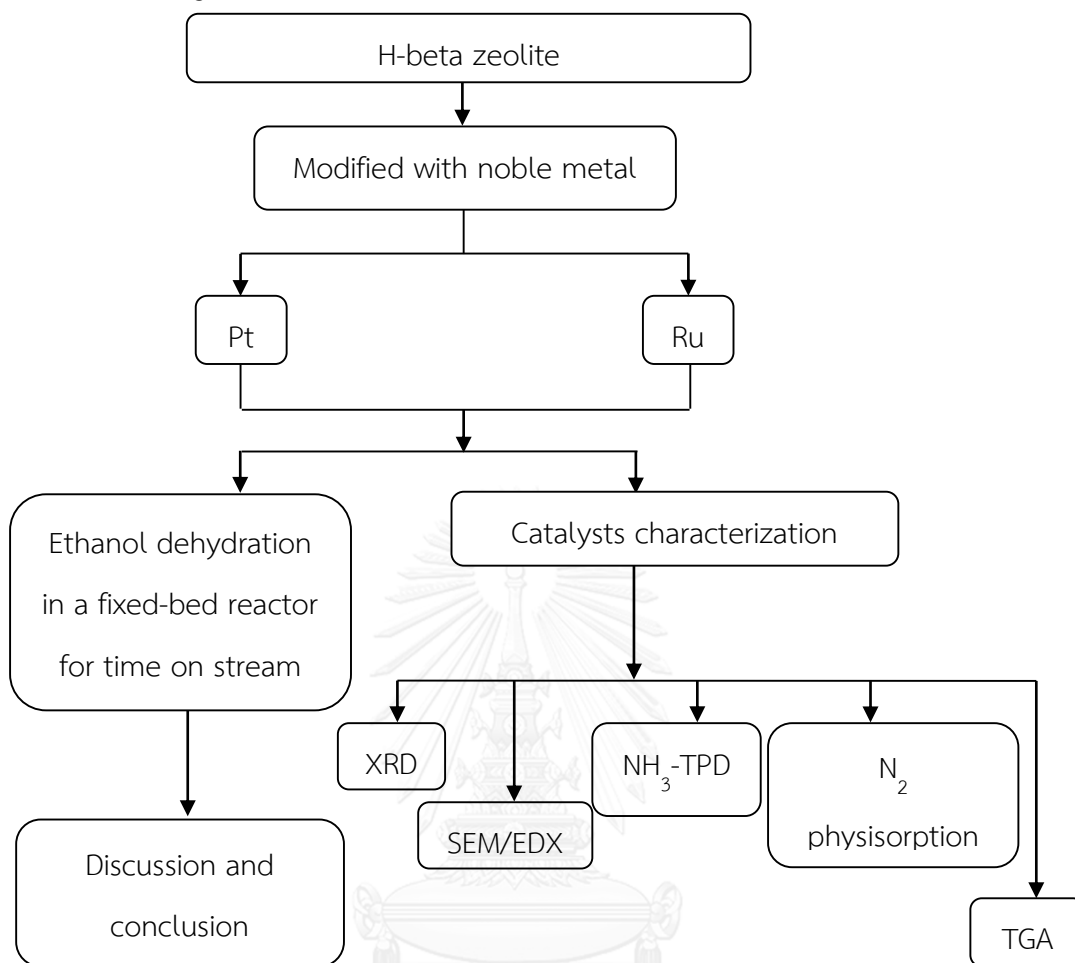 H-beta zeolite
Modified with noble metal
Pt
Ru
Ethanol dehydration
in a fixed-bed reactor
for time on stream
Catalysts characterization
XRD
SEM/EDX
NH₃-TPD
N₂
physisorption
TGA
Discussion and
conclusion